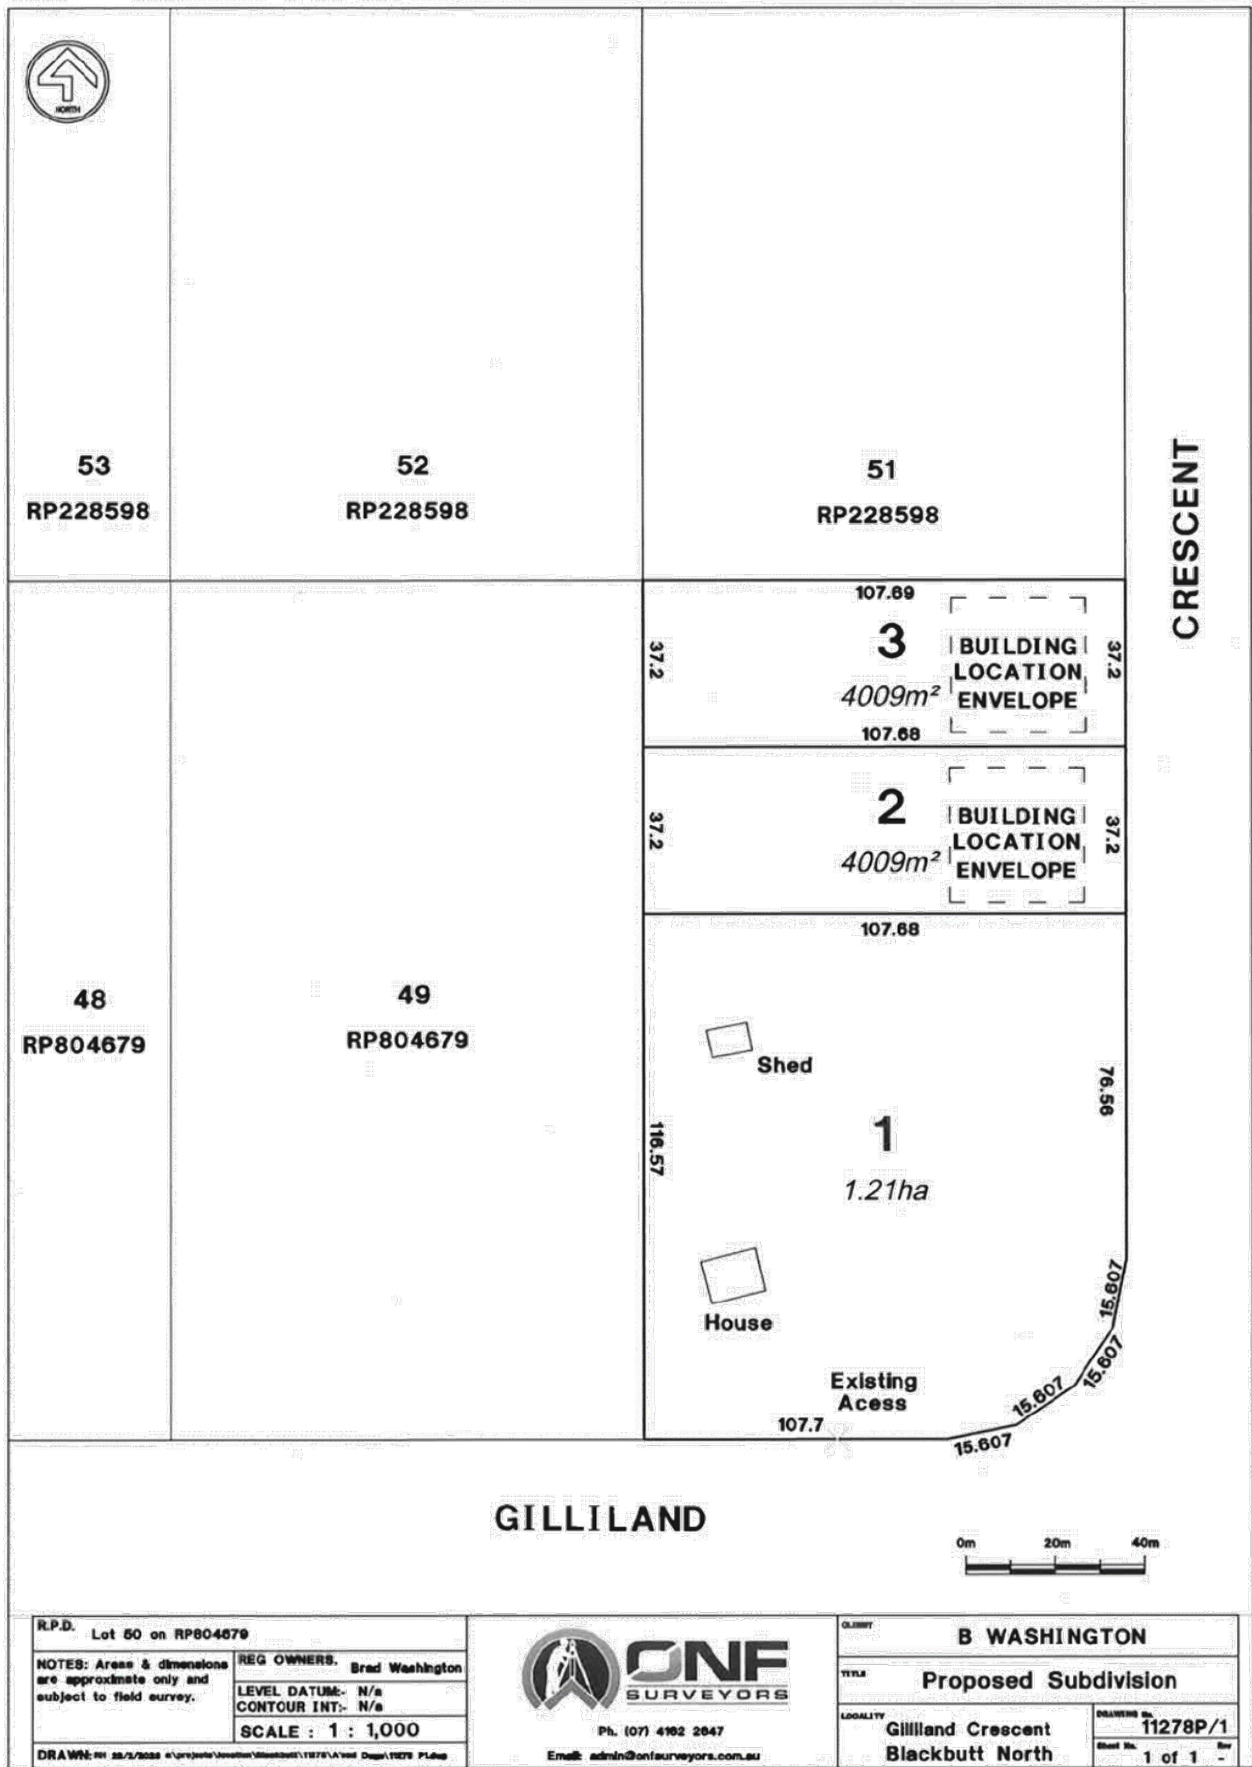 NORTH
53
RP228598
52
RP228598
51
RP228598
CRESCENT
107.69
3
4009m²
BUILDING
LOCATION
ENVELOPE
37.2
37.2
107.68
2
4009m²
BUILDING
LOCATION
ENVELOPE
37.2
37.2
107.68
48
RP804679
49
RP804679
Shed
1
1.21ha
116.57
76.56
House
Existing
Acess
107.7
15.607
15.607
15.607
15.607
GILLILAND
0m 20m 40m
R.P.D. Lot 50 on RP804679
NOTES: Areas & dimensions
are approximate only and
subject to field survey.
REG OWNERS. Brad Washington
LEVEL DATUM:- N/a
CONTOUR INT:- N/a
SCALE : 1 : 1,000
DRAWN:
ONF
SURVEYORS
Ph. (07) 4162 2647
Email: admin@onfsurveyors.com.au
CLIENT
B WASHINGTON
TITLE
Proposed Subdivision
LOCALITY
Gilliland Crescent
Blackbutt North
DRAWING No.
11278P/1
Sheet No.
1 of 1
Rev
-